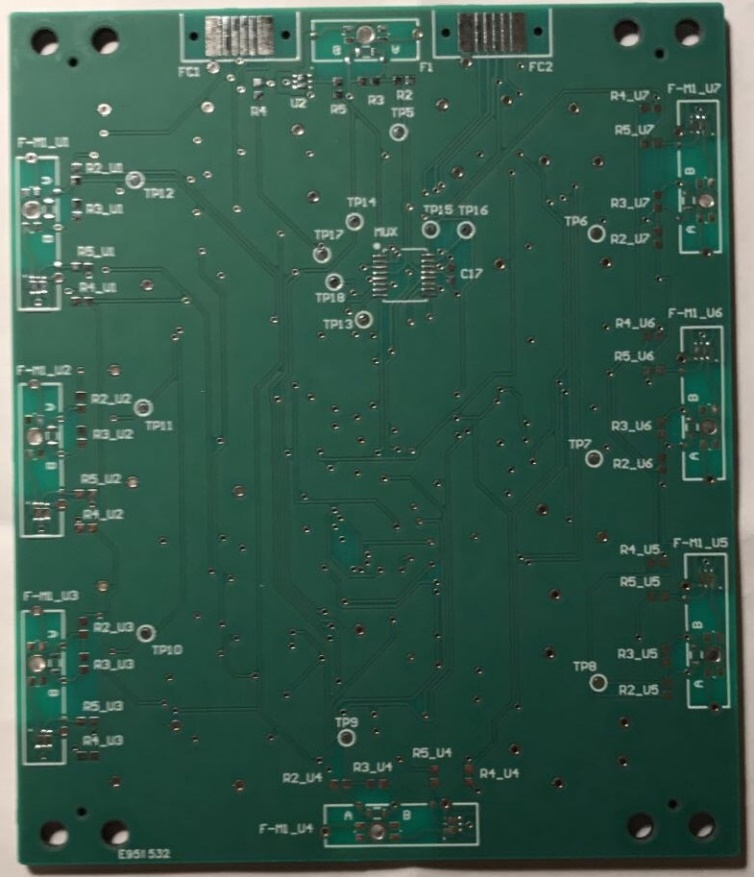 FC1
B
A
F1
FC2
U2
R4
R5
R3
R2
TP5
F-M1_U7
R4_U7
R5_U7
B
R3_U7
R2_U7
A
F-M1_U1
A
R2_U1
R3_U1
B
R5_U1
R4_U1
TP12
TP14
TP15
TP16
TP6
TP17
MUX
C17
TP18
TP13
F-M1_U6
R4_U6
R5_U6
B
R3_U6
R2_U6
A
F-M1_U2
A
R2_U2
R3_U2
B
R5_U2
R4_U2
TP11
TP7
F-M1_U5
R4_U5
R5_U5
B
R3_U5
R2_U5
A
F-M1_U3
A
R2_U3
R3_U3
B
R5_U3
R4_U3
TP10
TP8
TP9
R2_U4
R3_U4
R5_U4
R4_U4
A
B
F-M1_U4
E951532